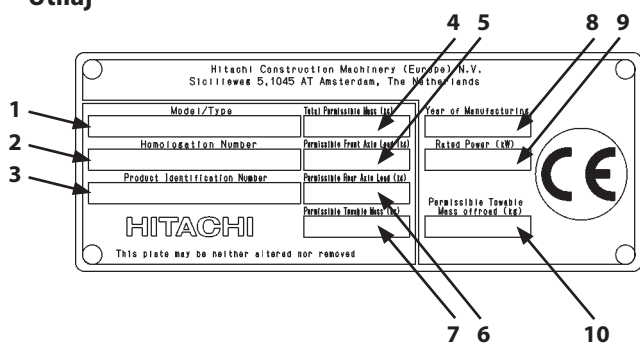 Utilaj
4 5 8 9
Hitachi Construction Machinery (Europe) N.V.
Sicilieweg 5,1045 AT Amsterdam, The Netherlands
1 Model/Type Total Permissible Mass (kg) Year of Manufacturing
2 Homologation Number Permissible Front Axle Load (kg) Rated Power (kW)
3 Product Identification Number Permissible Rear Axle Load (kg)
CE
HITACHI Permissible Towable Mass (kg) Permissible Towable
Mass offroad (kg)
This plate may be neither altered nor removed
7 6 10